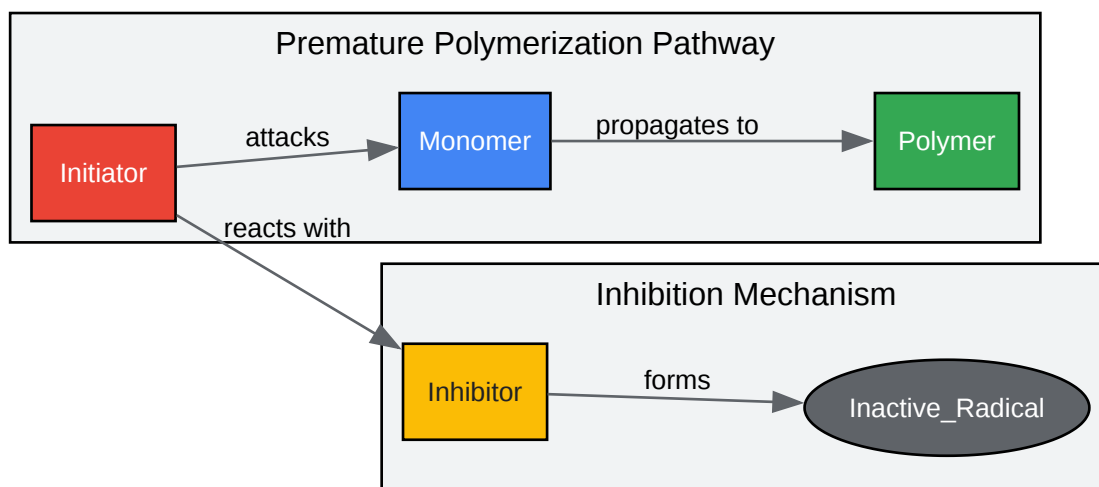 Premature Polymerization Pathway
Initiator
attacks
Monomer
propagates to
Polymer
reacts with
Inhibition Mechanism
Inhibitor
forms
Inactive_Radical